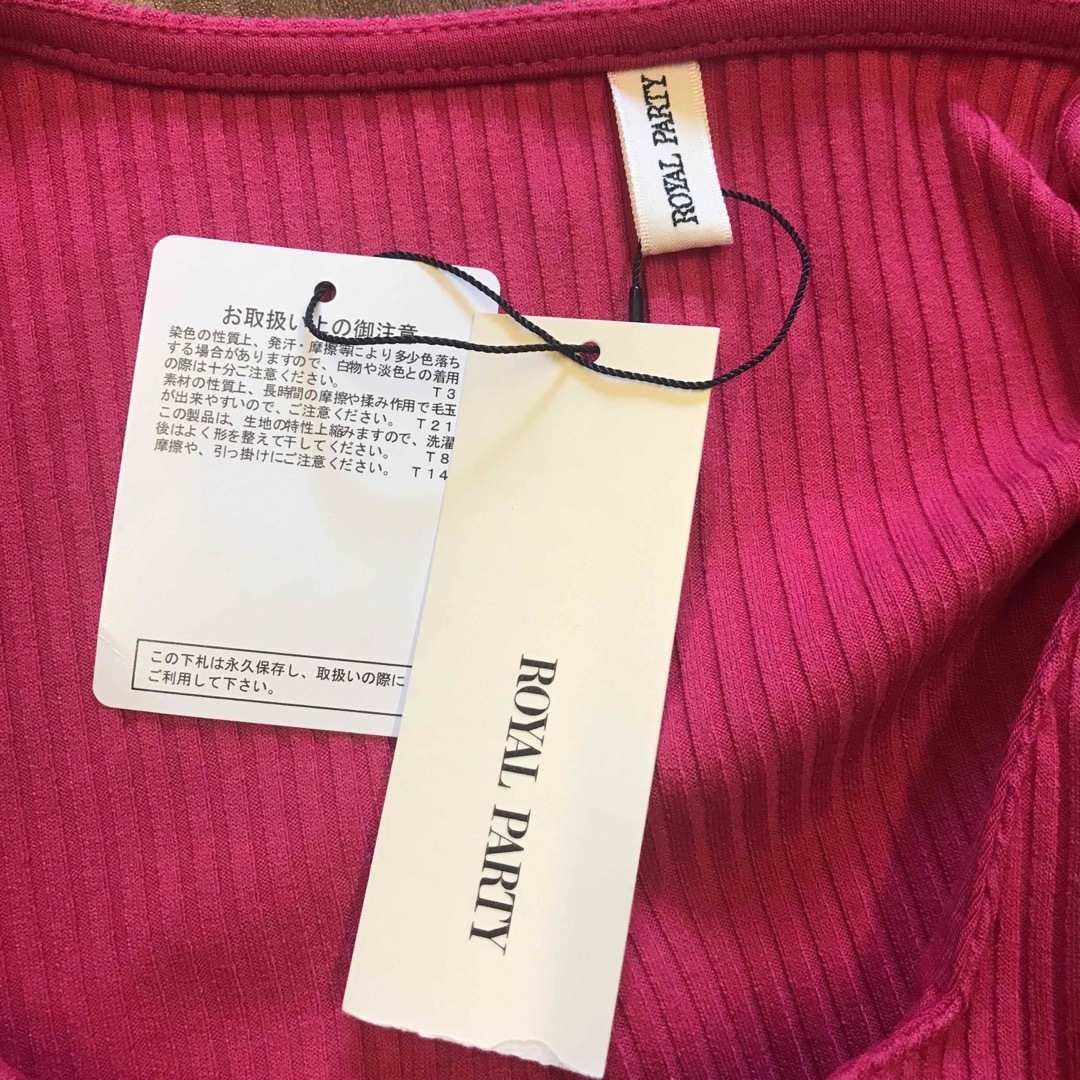 ROYAL PARTY
お取扱い上の御注意
染色の性質上、発汗・摩擦等により多少色落ち
する場合がありますので、白物や淡色との着用
の際は十分ご注意ください。 T3
素材の性質上、長時間の摩擦や揉み作用で毛玉
が出来やすいので、ご注意ください。 T21
この製品は、生地の特性上縮みますので、洗濯
後はよく形を整えて干してください。 T8
摩擦や、引っ掛けにご注意ください。 T14
この下札は永久保存し、取扱いの際に
ご利用して下さい。
ROYAL PARTY